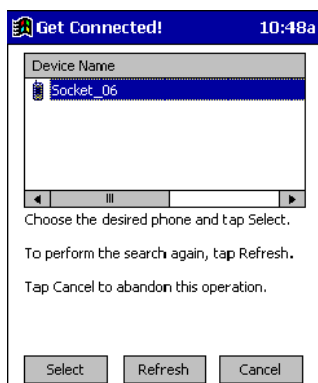 Get Connected! 10:48a
Device Name
Socket_06
Choose the desired phone and tap Select.
To perform the search again, tap Refresh.
Tap Cancel to abandon this operation.
Select Refresh Cancel